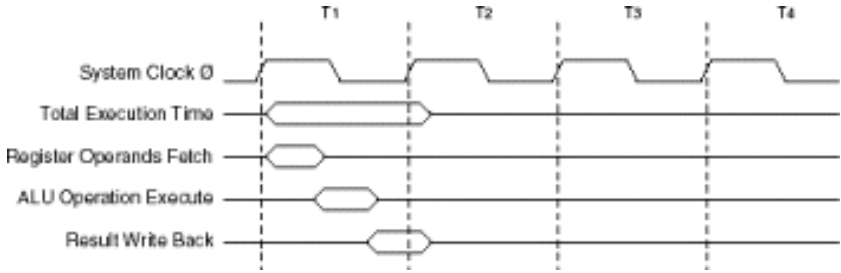 T1 T2 T3 T4
System Clock Ø
Total Execution Time
Register Operands Fetch
ALU Operation Execute
Result Write Back